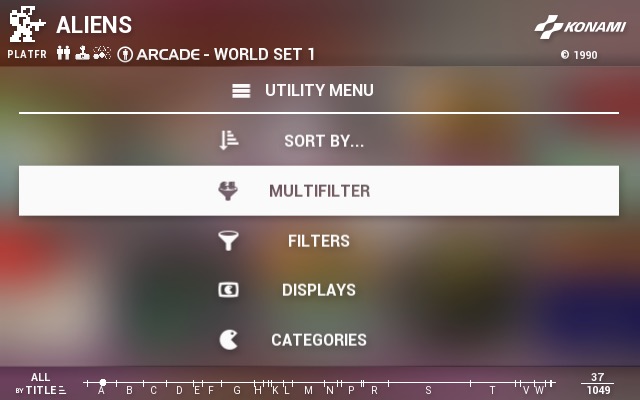 ALIENS
KONAMI
PLATFR
ARCADE - WORLD SET 1
© 1990
UTILITY MENU
SORT BY...
MULTIFILTER
FILTERS
DISPLAYS
CATEGORIES
ALL
BY TITLE
A B C D E F G H K L M N P R S T V W
37
1049